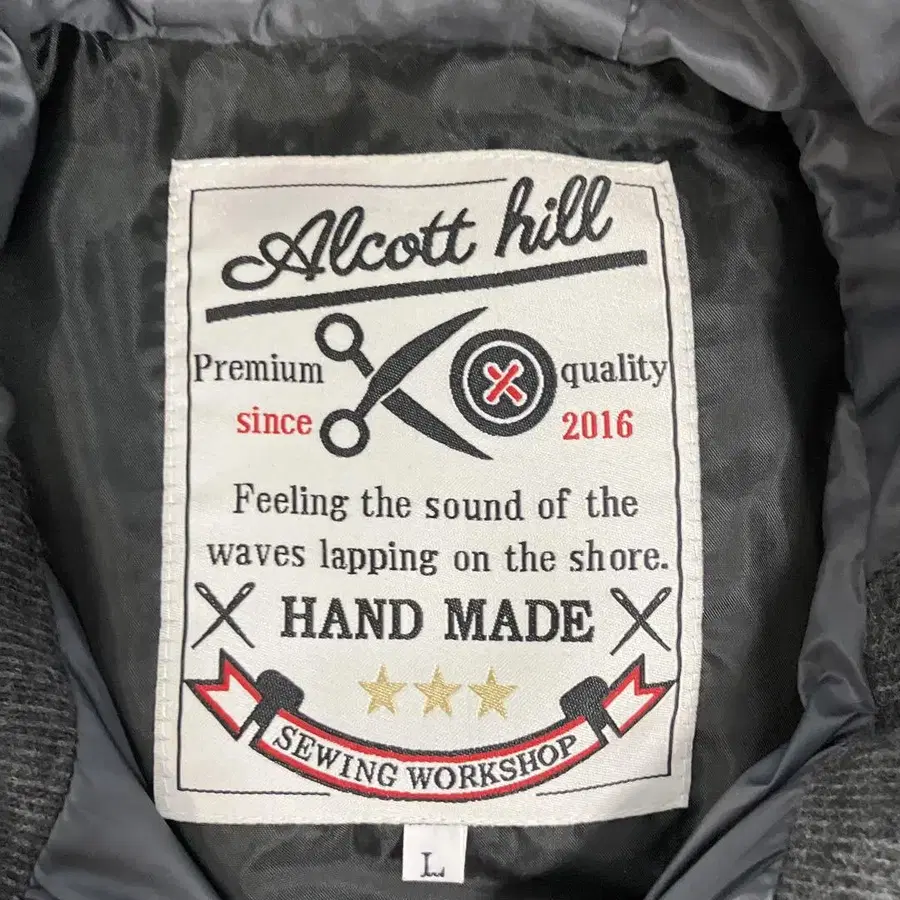 Alcott hill
Premium quality
since 2016
Feeling the sound of the
waves lapping on the shore.
HAND MADE
SEWING WORKSHOP
L